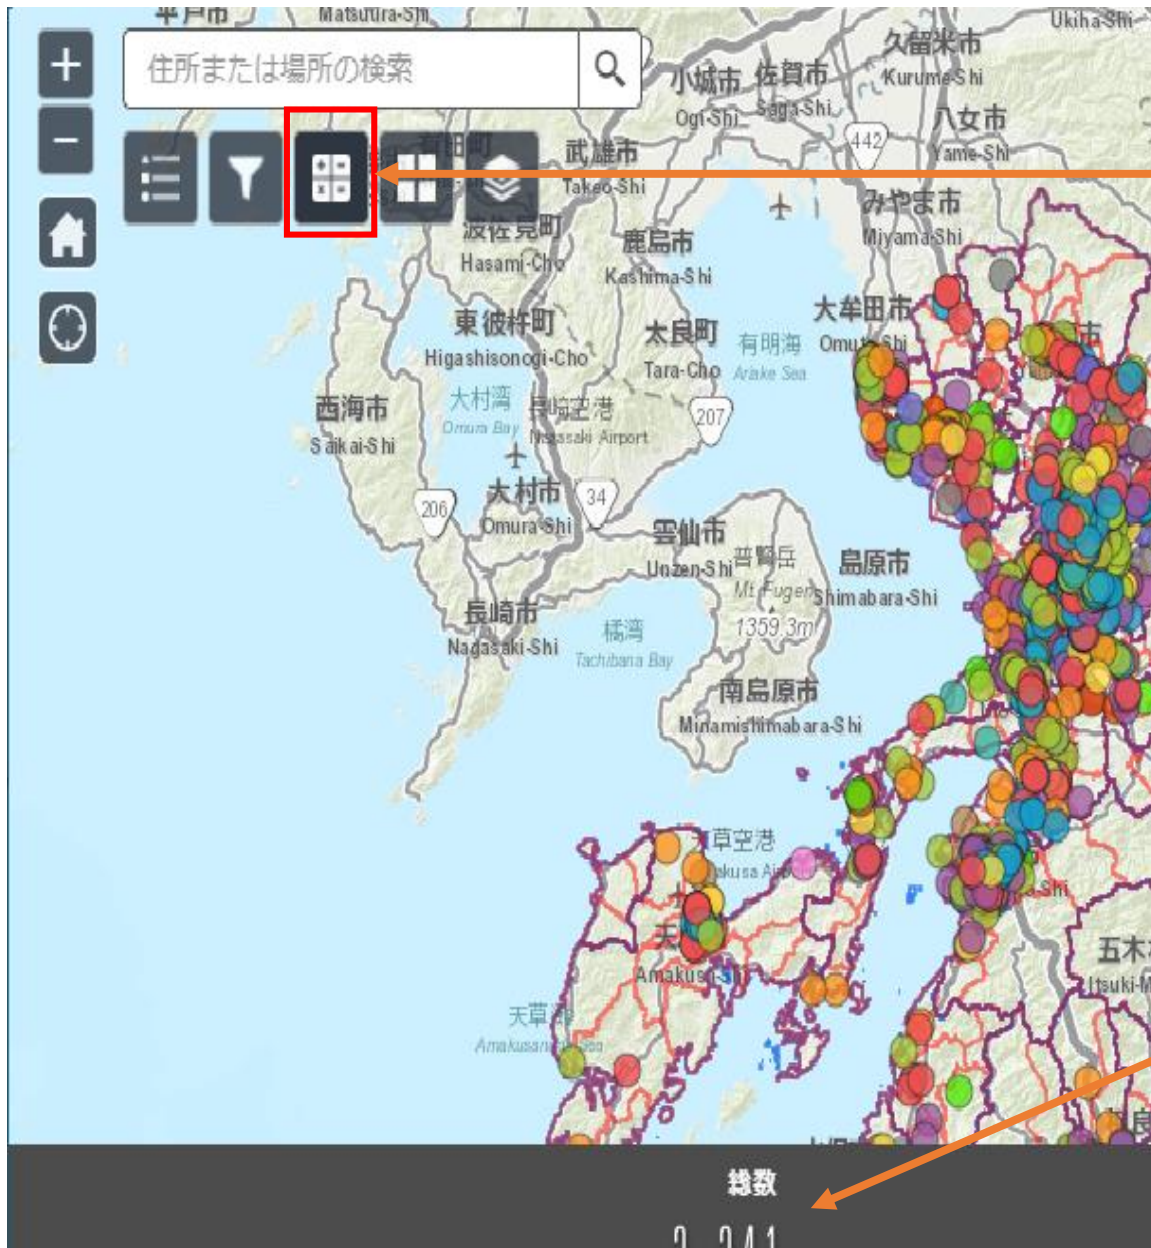 平戸市
Matsuura-Shi
Ukiha-Shi
住所または場所の検索
久留米市
Kurume-Shi
小城市
Ogi-Shi
佐賀市
Saga-Shi
442
八女市
Yame-Shi
武雄市
Takeo-Shi
みやま市
Miyama-Shi
波佐見町
Hasami-Cho
鹿島市
Kashima-Shi
東彼杵町
Higashisonogi-Cho
太良町
Tara-Cho
有明海
Ariake Sea
大牟田市
Omuta-Shi
西海市
Saikai-Shi
大村湾
Omura Bay
長崎空港
Nagasaki Airport
207
206
大村市
Omura-Shi
34
雲仙市
Unzen-Shi
普賢岳
Mt. Fugen
1359.3m
島原市
Shimabara-Shi
長崎市
Nagasaki-Shi
橘湾
Tachibana Bay
南島原市
Minamishimabara-Shi
草空港
Amakusa-Shi
五木
Itsuki-M
天草
総数